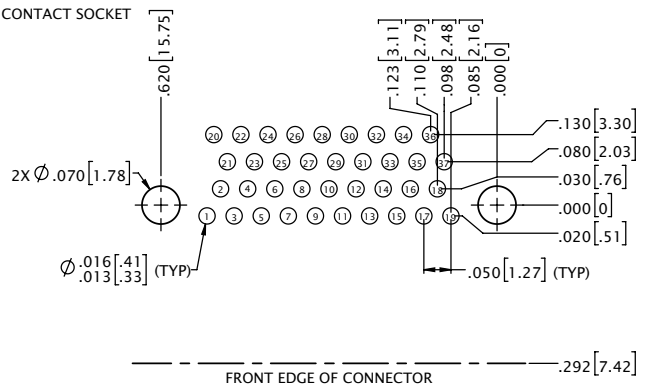 CONTACT SOCKET
.620[15.75]
.123[3.11]
.110[2.79]
.098[2.48]
.085[2.16]
.000[0]
20 22 24 26 28 30 32 34 36
.130[3.30]
21 23 25 27 29 31 33 35 37
.080[2.03]
2X Ø.070[1.78]
2 4 6 8 10 12 14 16 18
.030[.76]
.000[0]
1 3 5 7 9 11 13 15 17 19
.020[.51]
Ø .016[.41]
.013[.33] (TYP)
.050[1.27] (TYP)
.292[7.42]
FRONT EDGE OF CONNECTOR